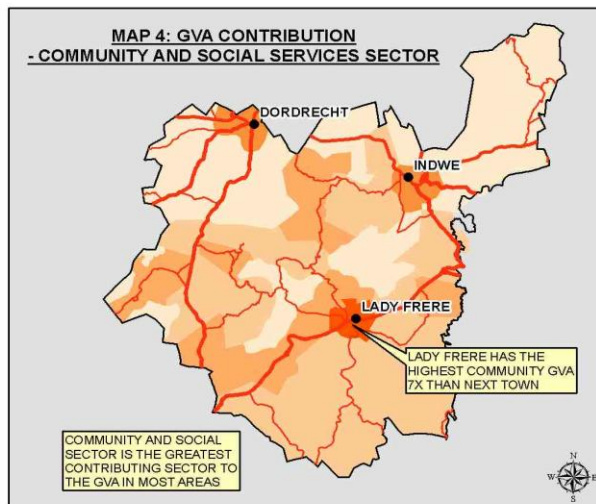 MAP 4: GVA CONTRIBUTION
- COMMUNITY AND SOCIAL SERVICES SECTOR
DORDRECHT
INDWE
LADY FRERE
LADY FRERE HAS THE
HIGHEST COMMUNITY GVA
7X THAN NEXT TOWN
COMMUNITY AND SOCIAL
SECTOR IS THE GREATEST
CONTRIBUTING SECTOR TO
THE GVA IN MOST AREAS
N
W
E
S